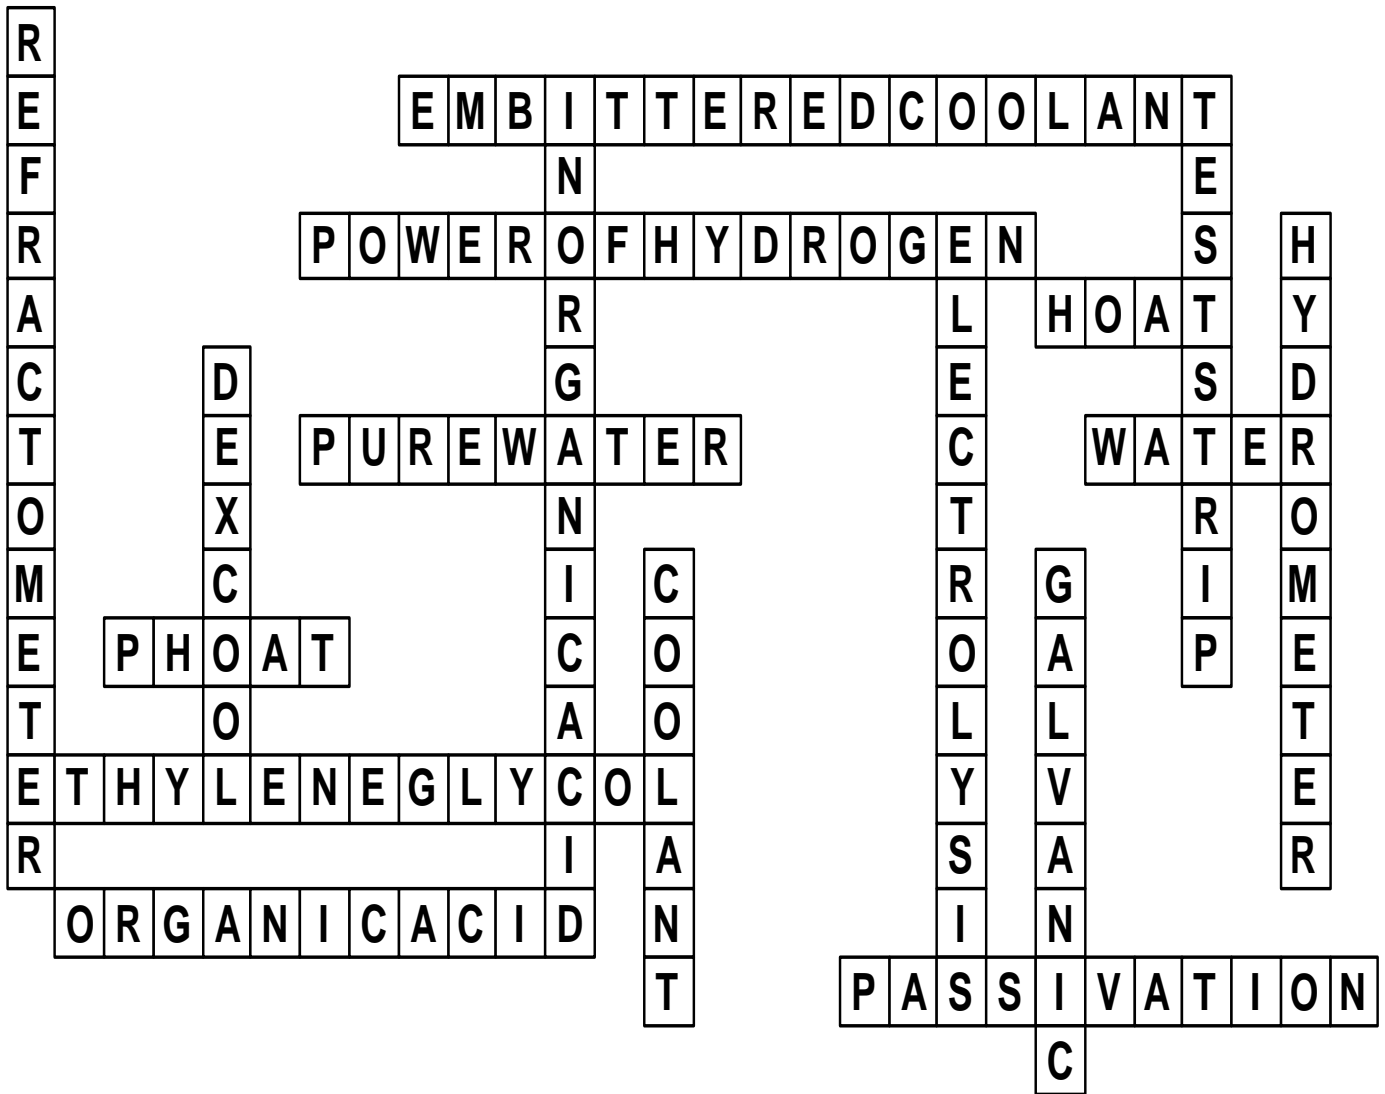 REFRACTOMETER
EMBITTEREDCOOLANT
INORGANICACID
TESTSTRIP
POWEROFHYDROGEN
ELECTROLYSIS
HYDROMETER
HOAT
DEXCOOL
PUREWATER
WATER
COOLANT
GALVANIC
PHOAT
ETHYLENEGLYCOL
ORGANICACID
PASSIVATION